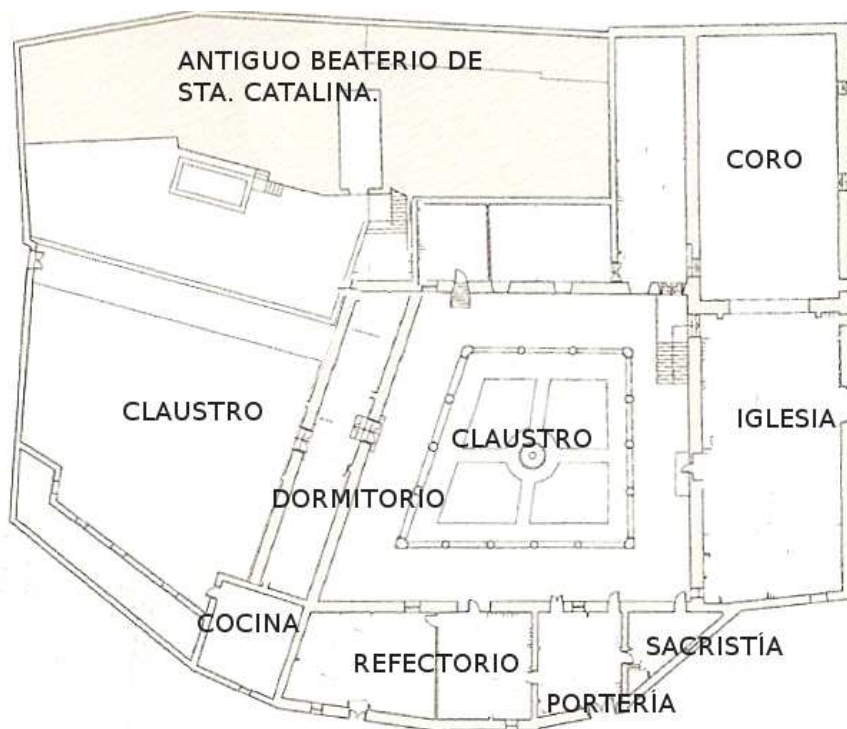 ANTIGUO BEATERIO DE
STA. CATALINA.
CORO
CLAUSTRO
CLAUSTRO
IGLESIA
DORMITORIO
COCINA
REFECTORIO
SACRISTÍA
PORTERÍA